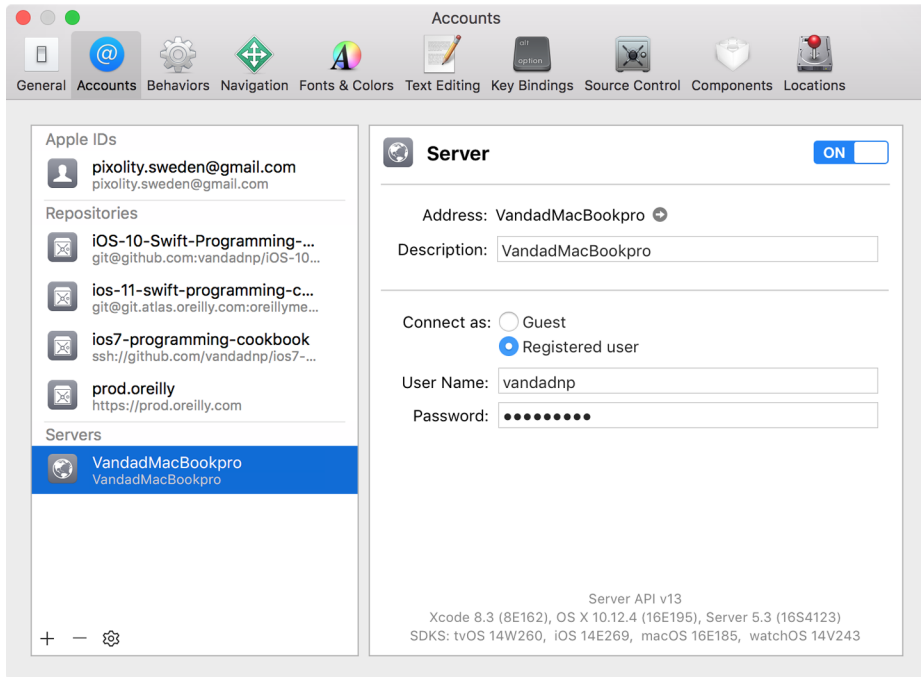 Accounts
General Accounts Behaviors Navigation Fonts & Colors Text Editing Key Bindings Source Control Components Locations
alt
option
Apple IDs
pixolity.sweden@gmail.com
pixolity.sweden@gmail.com
Repositories
iOS-10-Swift-Programming-...
git@github.com:vandadnp/iOS-10...
ios-11-swift-programming-c...
git@git.atlas.oreilly.com:oreillyme...
ios7-programming-cookbook
ssh://github.com/vandadnp/ios7-...
prod.oreilly
https://prod.oreilly.com
Servers
VandadMacBookpro
VandadMacBookpro
Server
ON
Address: VandadMacBookpro
Description: VandadMacBookpro
Connect as: Guest
Registered user
User Name: vandadnp
Password: •••••••••
Server API v13
Xcode 8.3 (8E162), OS X 10.12.4 (16E195), Server 5.3 (16S4123)
SDKS: tvOS 14W260, iOS 14E269, macOS 16E185, watchOS 14V243